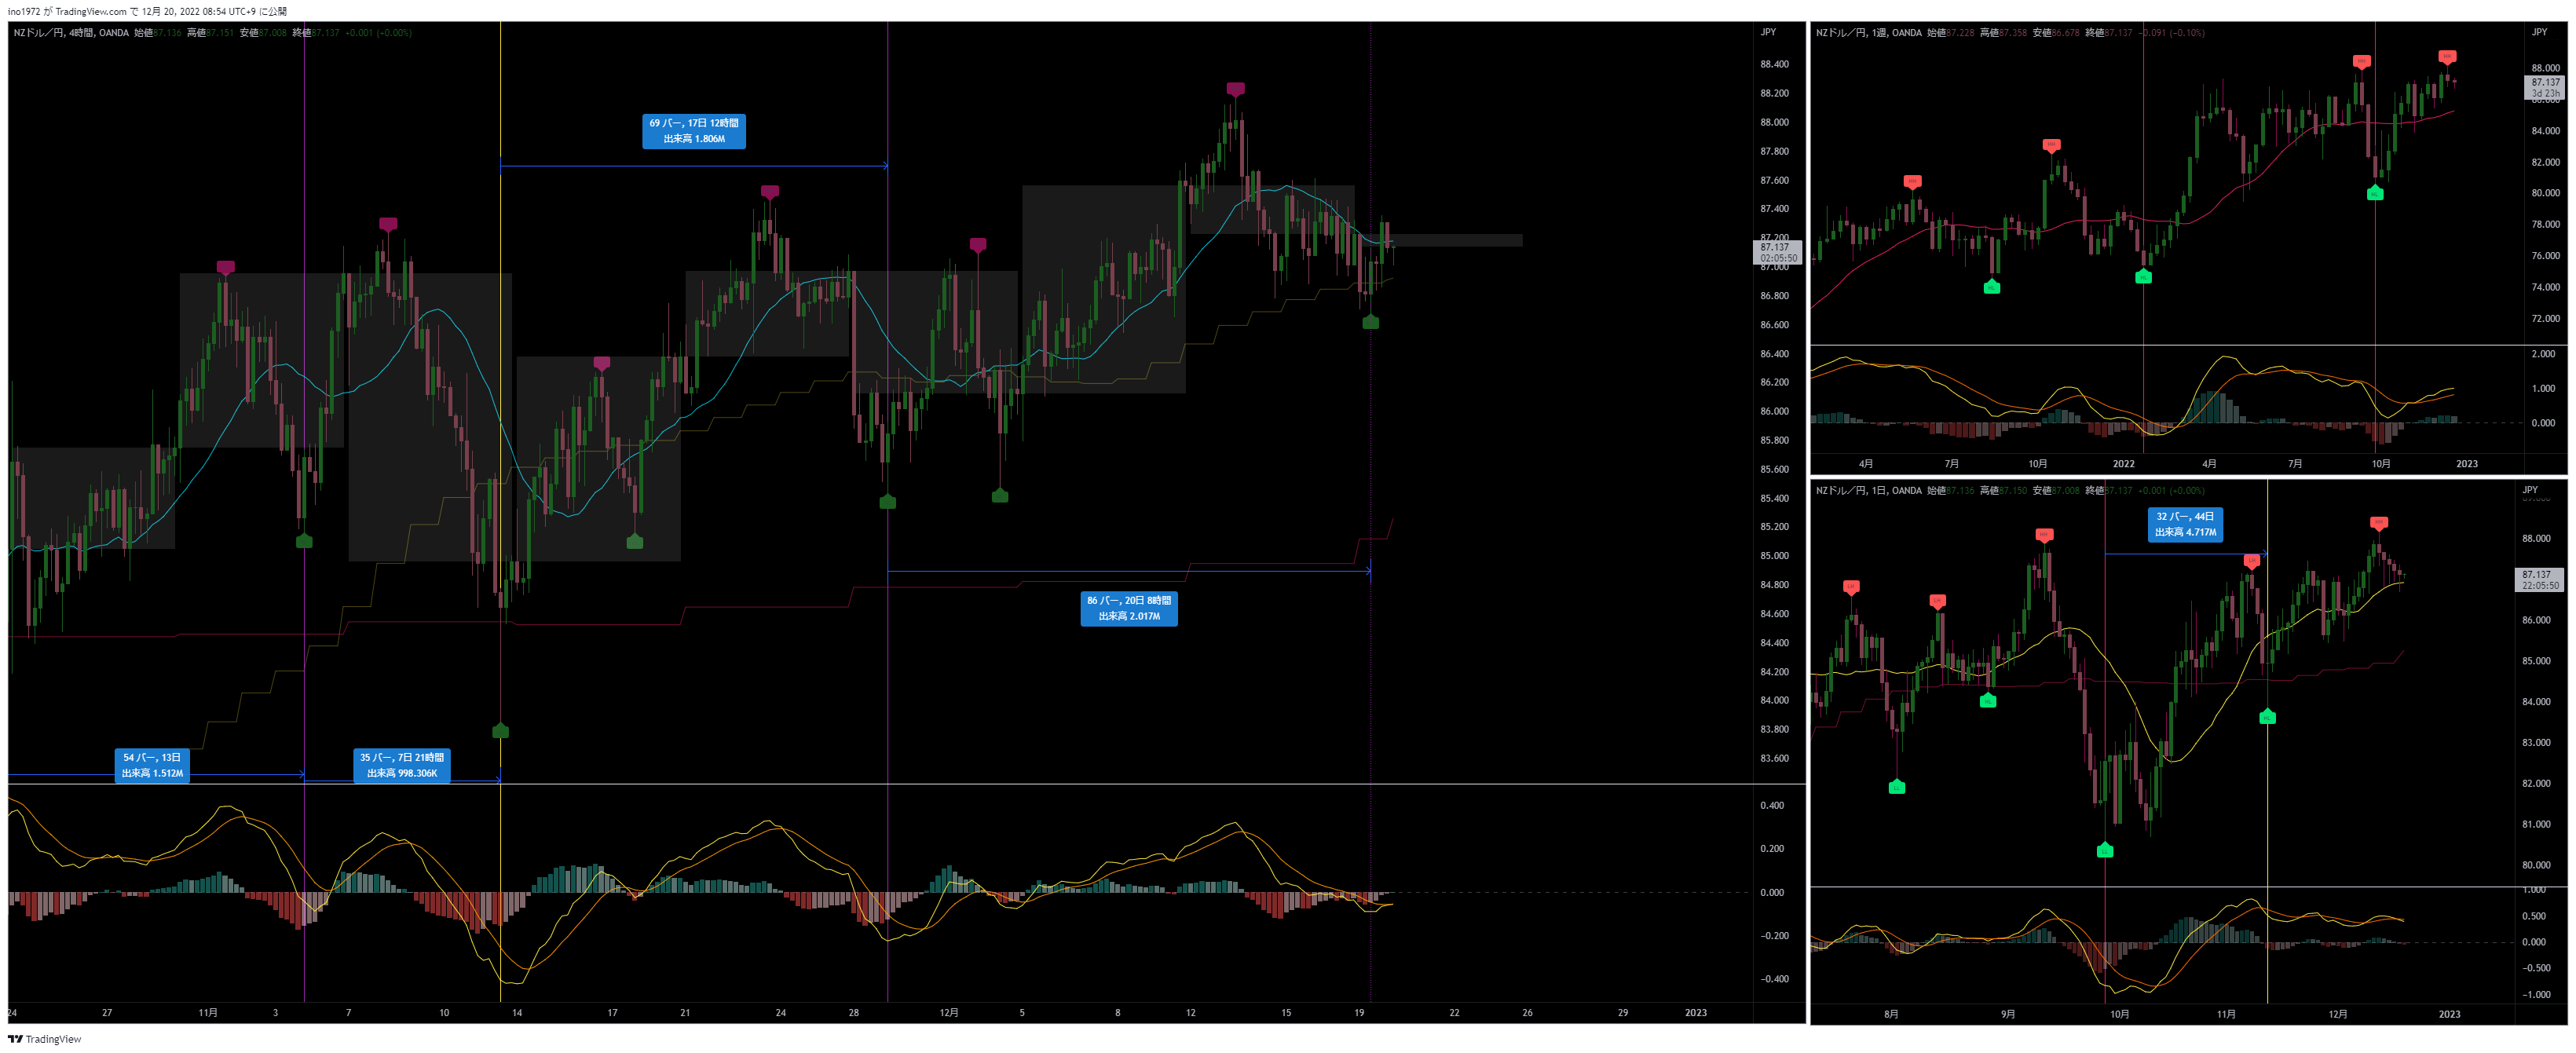 ino1972 が TradingView.com で 12月 20, 2022 08:54 UTC+9 に公開
NZドル／円, 4時間, OANDA 始値87.136 高値87.151 安値87.008 終値87.137 +0.001 (+0.00%)
JPY
88.400
88.200
88.000
87.800
87.600
87.400
87.200
87.137
02:05:50
87.000
86.800
86.600
86.400
86.200
86.000
85.800
85.600
85.400
85.200
85.000
84.800
84.600
84.400
84.200
84.000
83.800
83.600
69 バー, 17日 12時間
出来高 1.806M
86 バー, 20日 8時間
出来高 2.017M
54 バー, 13日
出来高 1.512M
35 バー, 7日 21時間
出来高 998.306K
0.400
0.200
0.000
-0.200
-0.400
24 27 11月 3 7 10 14 17 21 24 28 12月 5 8 12 15 19 22 26 29 2023
NZドル／円, 1週, OANDA 始値87.228 高値87.358 安値86.678 終値87.137 -0.091 (-0.10%)
JPY
88.000
87.137
3d 23h
86.000
84.000
82.000
80.000
78.000
76.000
74.000
72.000
2.000
1.000
0.000
4月 7月 10月 2022 4月 7月 10月 2023
NZドル／円, 1日, OANDA 始値87.136 高値87.150 安値87.008 終値87.137 +0.001 (+0.00%)
JPY
32 バー, 44日
出来高 4.717M
88.000
87.137
22:05:50
86.000
85.000
84.000
83.000
82.000
81.000
80.000
1.000
0.500
0.000
-0.500
-1.000
8月 9月 10月 11月 12月 2023
TradingView